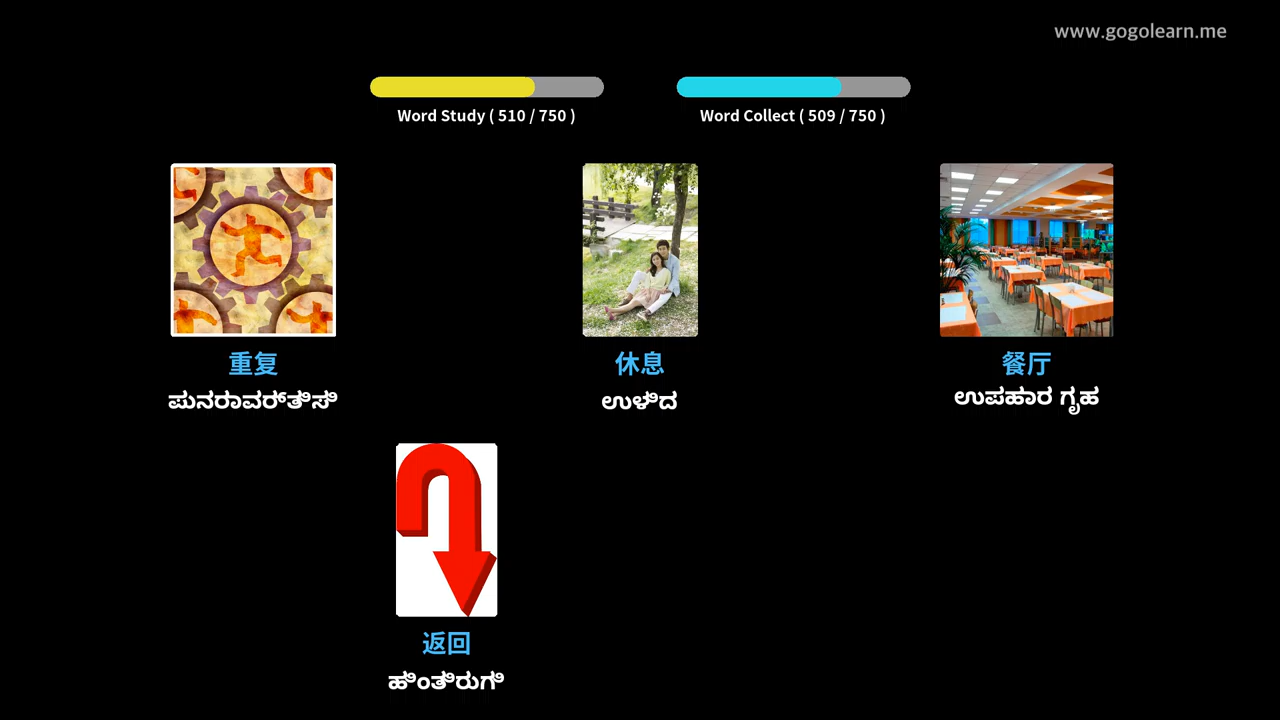 www.gogolearn.me
Word Study ( 510 / 750 )
Word Collect ( 509 / 750 )
重复
ಪುನರಾವರ್ತಿಸಿ
休息
ಉಳಿದ
餐厅
ಉಪಹಾರ ಗೃಹ
返回
ಹಿಂತಿರುಗಿ